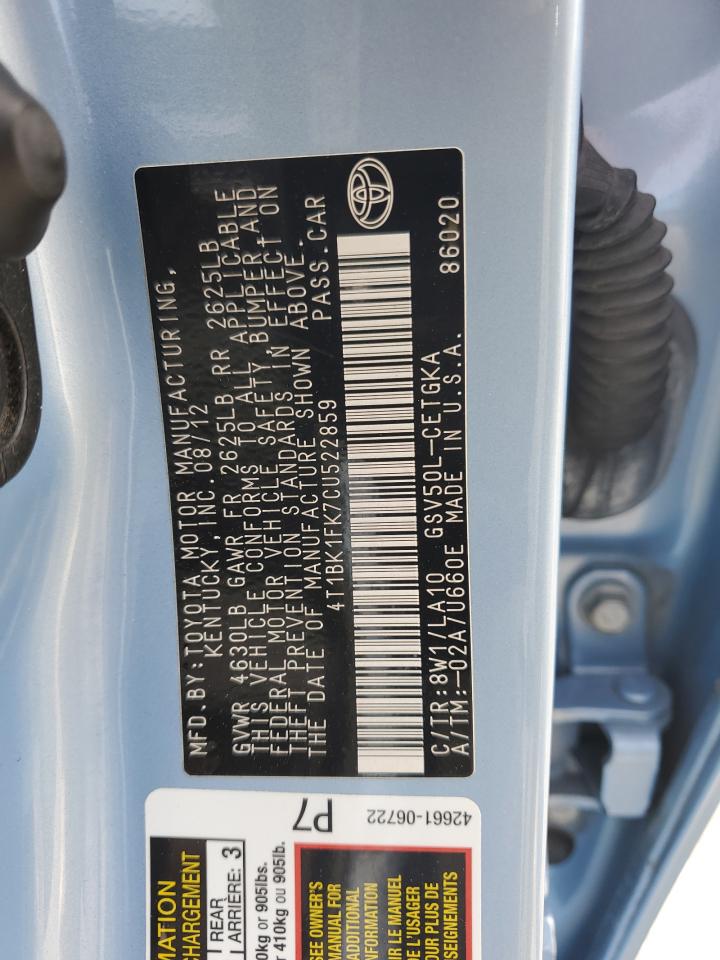 MFD.BY:TOYOTA MOTOR MANUFACTURING,
KENTUCKY,INC.08/12
GVWR 4630LB GAWR FR 2625LB RR 2625LB
THIS VEHICLE CONFORMS TO ALL APPLICABLE
FEDERAL MOTOR VEHICLE SAFETY,BUMPER,AND
THEFT PREVENTION STANDARDS IN EFFECT ON
THE DATE OF MANUFACTURE SHOWN ABOVE.
4T1BK1FK7CU522859 PASS.CAR
C/TR:8W1/LA10 GSV50L-CETGKA 86020
A/TM:-02A/U660E MADE IN U.S.A.
P7
42661-06722
MATION
CHARGEMENT
REAR
ARRIÈRE: 3
0kg or 905lbs.
410kg ou 905lb.
SEE OWNER'S
MANUAL FOR
ADDITIONAL
INFORMATION
IR LE MANUEL
DE L'USAGER
OUR PLUS DE
SEIGNEMENTS